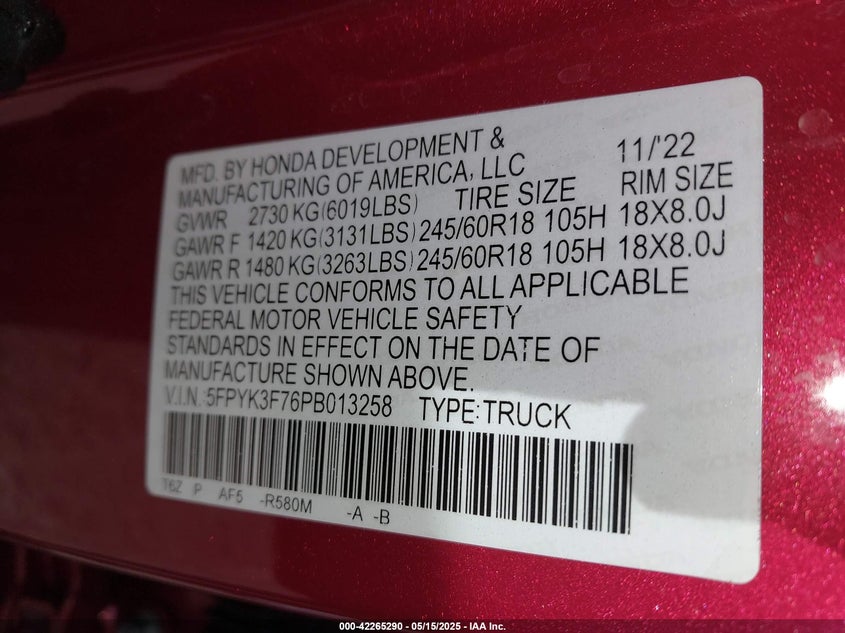 MFD. BY HONDA DEVELOPMENT & 11/'22
MANUFACTURING OF AMERICA, LLC
GVWR 2730 KG(6019LBS) TIRE SIZE RIM SIZE
GAWR F 1420 KG(3131LBS) 245/60R18 105H 18X8.0J
GAWR R 1480 KG(3263LBS) 245/60R18 105H 18X8.0J
THIS VEHICLE CONFORMS TO ALL APPLICABLE
FEDERAL MOTOR VEHICLE SAFETY
STANDARDS IN EFFECT ON THE DATE OF
MANUFACTURE SHOWN ABOVE.
V.I.N.:5FPYK3F76PB013258 TYPE:TRUCK
T6Z P AF5 -R580M -A -B
000-42265290 - 05/15/2025 - IAA Inc.